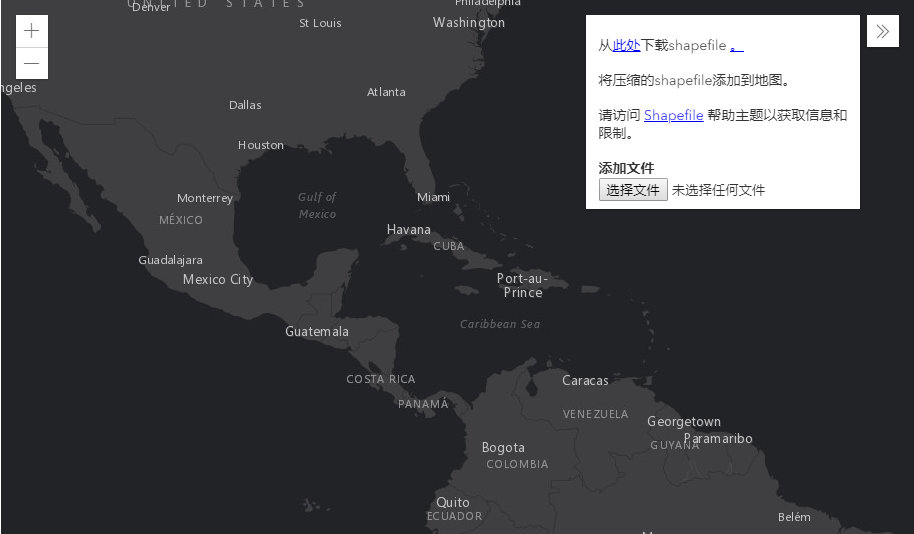 Denver
UNITED STATES
St Louis
Philadelphia
Washington
ngeles
Dallas
Atlanta
Houston
Monterrey
MÉXICO
Gulf of
Mexico
Miami
Havana
CUBA
Guadalajara
Mexico City
Port-au-
Prince
Guatemala
Caribbean Sea
COSTA RICA
PANAMÁ
Caracas
VENEZUELA
Georgetown
Paramaribo
GUYANA
Bogota
COLOMBIA
Quito
ECUADOR
Belém
从此处下载shapefile 。
将压缩的shapefile添加到地图。
请访问 Shapefile 帮助主题以获取信息和
限制。
添加文件
选择文件 未选择任何文件